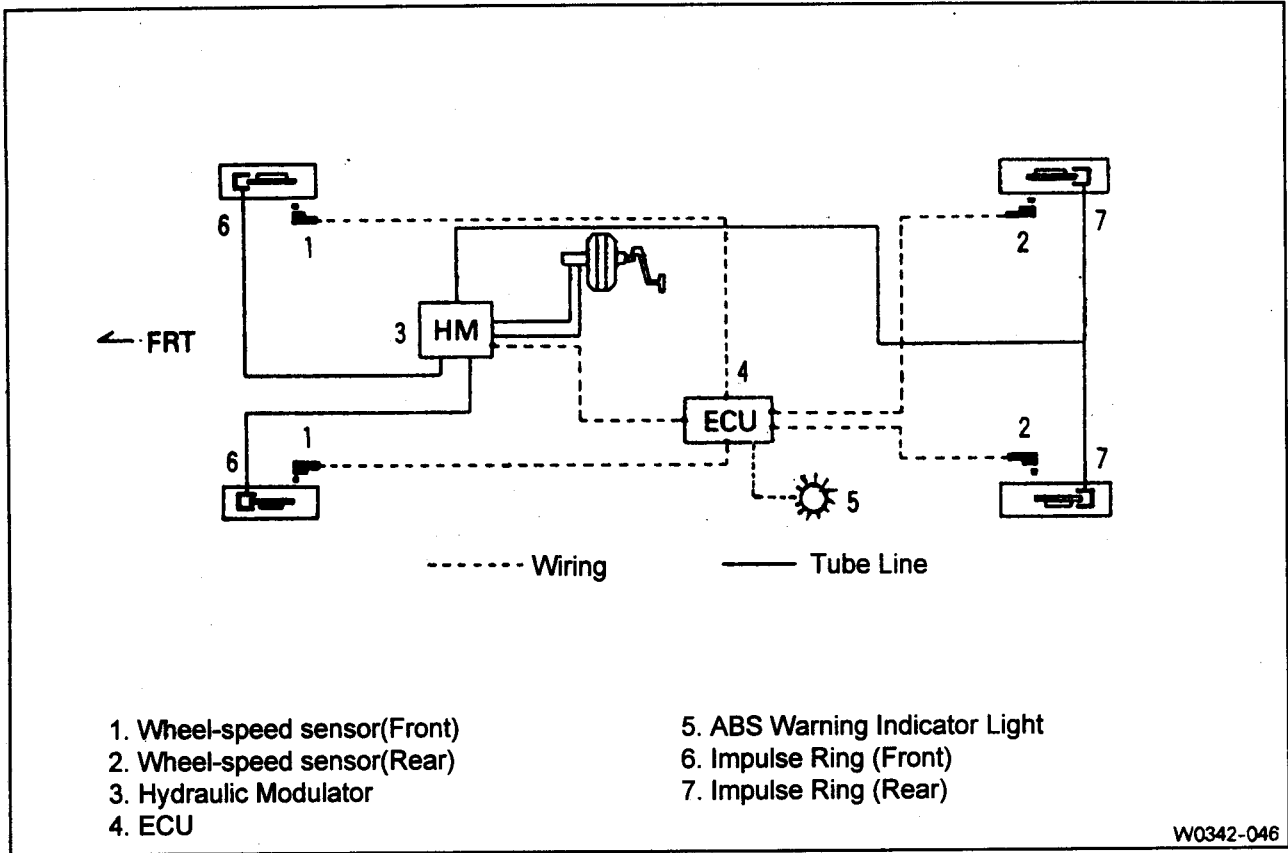 6
1
2
7
3
HM
← FRT
4
ECU
1
2
6
7
5
------- Wiring
——— Tube Line
1. Wheel-speed sensor(Front)
2. Wheel-speed sensor(Rear)
3. Hydraulic Modulator
4. ECU
5. ABS Warning Indicator Light
6. Impulse Ring (Front)
7. Impulse Ring (Rear)
W0342-046